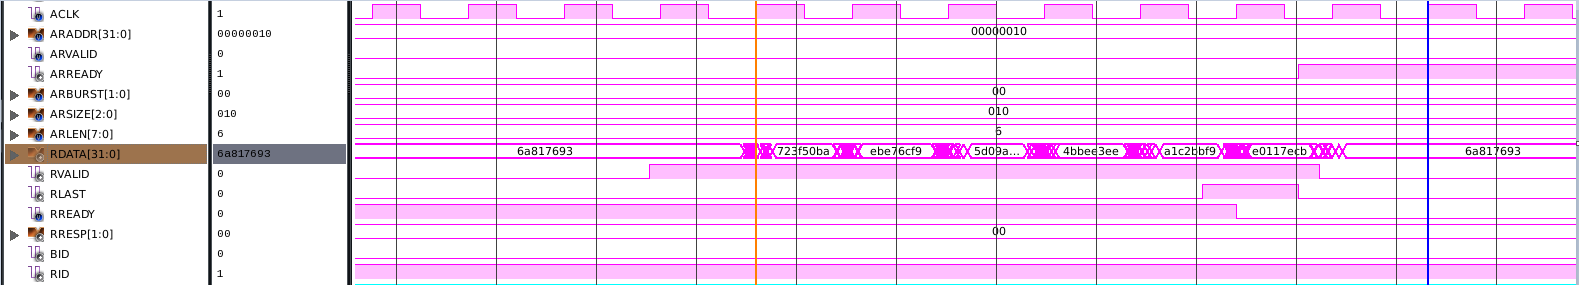 ACLK 1
ARADDR[31:0] 00000010 00000010
ARVALID 0
ARREADY 1
ARBURST[1:0] 00 00
ARSIZE[2:0] 010 010
ARLEN[7:0] 6 6
RDATA[31:0] 6a817693 6a817693 723f50ba ebe76cf9 5d09a... 4bbee3ee a1c2bbf9 e0117ecb 6a817693
RVALID 0
RLAST 0
RREADY 0
RRESP[1:0] 00 00
BID 0
RID 1